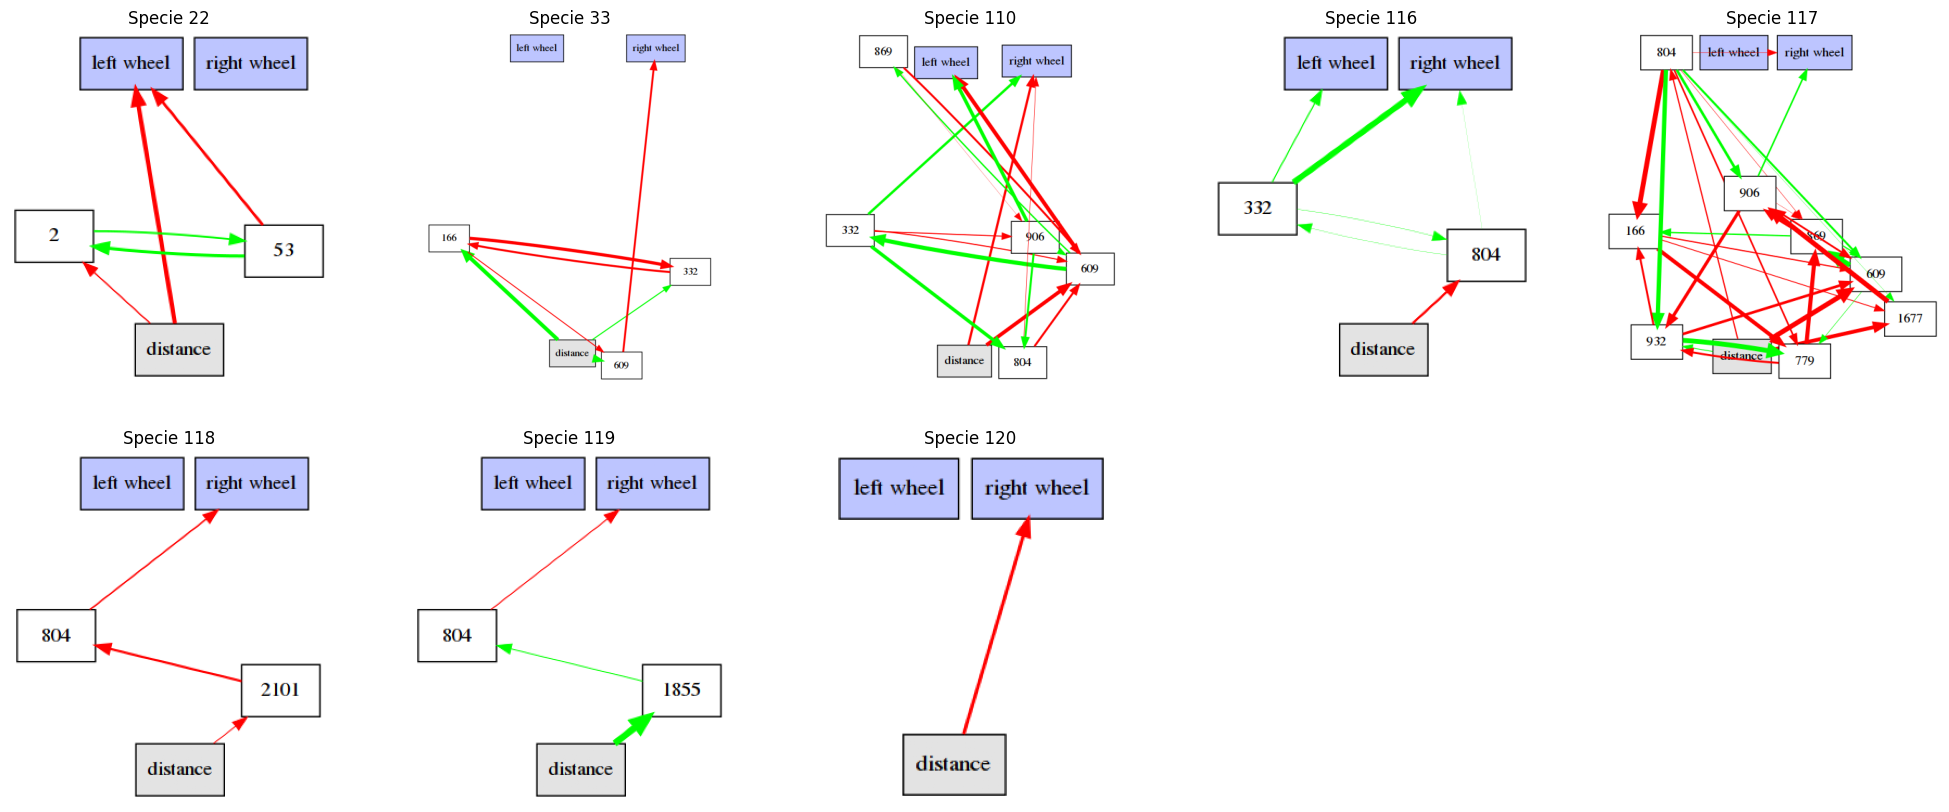 Specie 22
left wheel
right wheel
2
53
distance
Specie 33
left wheel
right wheel
166
332
distance
609
Specie 110
869
left wheel
right wheel
332
906
609
distance
804
Specie 116
left wheel
right wheel
332
804
distance
Specie 117
804
left wheel
right wheel
906
166
869
609
1677
932
distance
779
Specie 118
left wheel
right wheel
804
2101
distance
Specie 119
left wheel
right wheel
804
1855
distance
Specie 120
left wheel
right wheel
distance